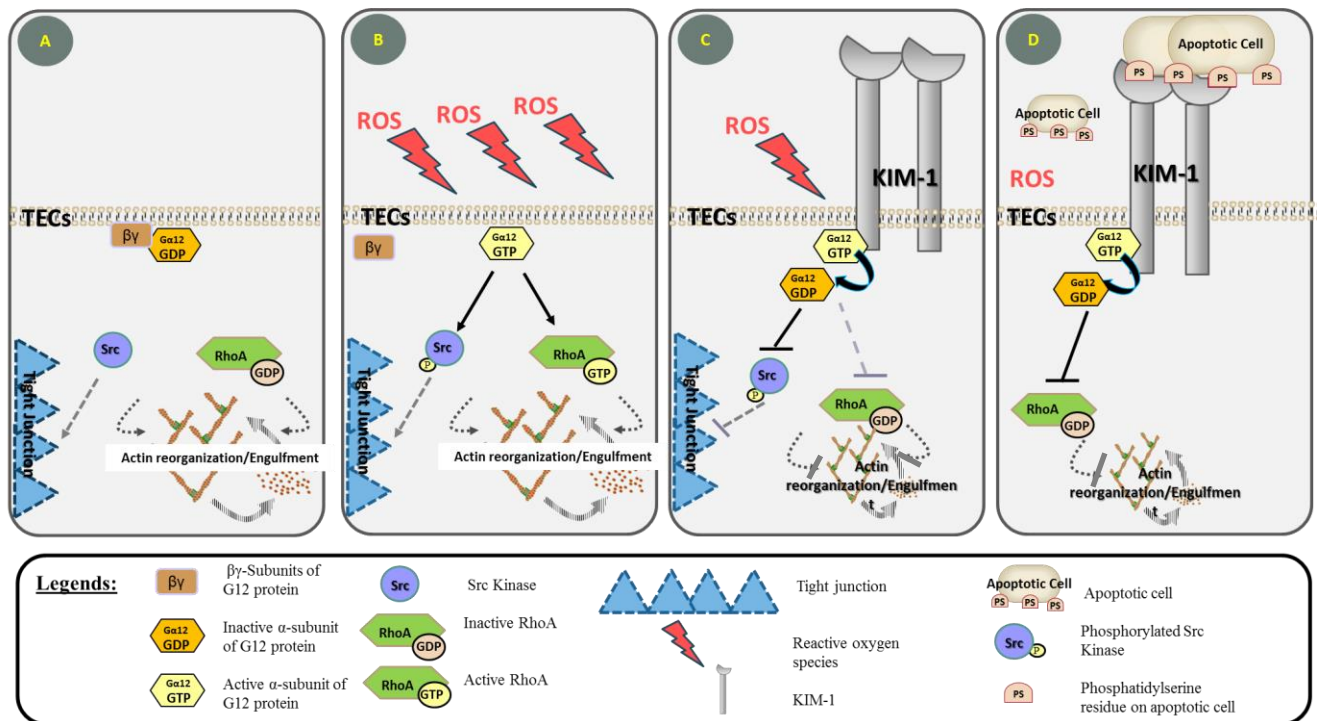 A
TECs
βγ
Gα12
GDP
Src
RhoA
GDP
Tight Junction
Actin reorganization/Engulfment
B
ROS
ROS
ROS
TECs
βγ
Gα12
GTP
Src
P
RhoA
GTP
Tight Junction
Actin reorganization/Engulfment
C
ROS
KIM-1
TECs
Gα12
GTP
Gα12
GDP
Src
P
RhoA
GDP
Tight Junction
Actin
reorganization/Engulfmen
t
D
Apoptotic Cell
PS
PS
PS
PS
Apoptotic Cell
PS
PS
PS
ROS
KIM-1
TECs
Gα12
GTP
Gα12
GDP
RhoA
GDP
Actin
reorganization/Engulfmen
t
Legends:
βγ
βγ-Subunits of
G12 protein
Gα12
GDP
Inactive α-subunit
of G12 protein
Gα12
GTP
Active α-subunit of
G12 protein
Src
Src Kinase
RhoA
GDP
Inactive RhoA
RhoA
GTP
Active RhoA
Tight junction
Reactive oxygen
species
KIM-1
Apoptotic Cell
PS
PS
PS
Apoptotic cell
Src
P
Phosphorylated Src
Kinase
PS
Phosphatidylserine
residue on apoptotic cell